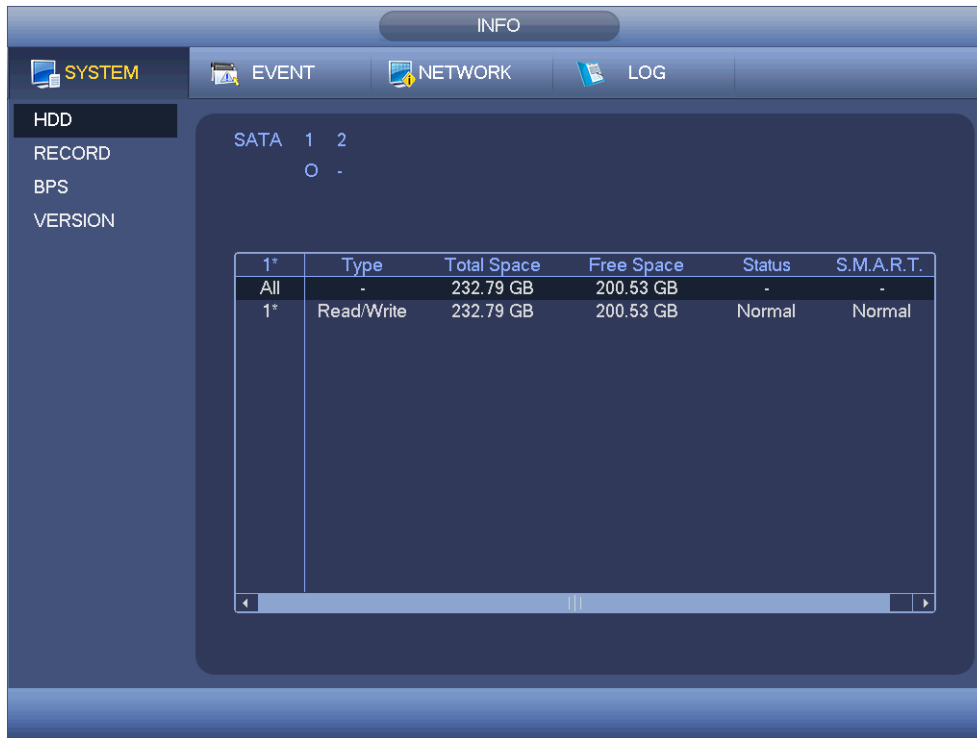 INFO
SYSTEM EVENT NETWORK LOG
HDD
RECORD
BPS
VERSION
SATA 1 2
O -
1* Type Total Space Free Space Status S.M.A.R.T.
All - 232.79 GB 200.53 GB - -
1* Read/Write 232.79 GB 200.53 GB Normal Normal